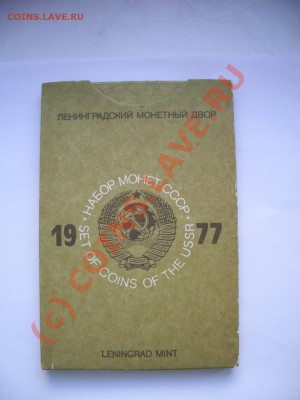 COINS.LAVE.RU
ЛЕНИНГРАДСКИЙ МОНЕТНЫЙ ДВОР
• НАБОР МОНЕТ СССР •
19 77
SET OF COINS OF THE USSR
LENINGRAD MINT
(c) COINS.LAVE.RU